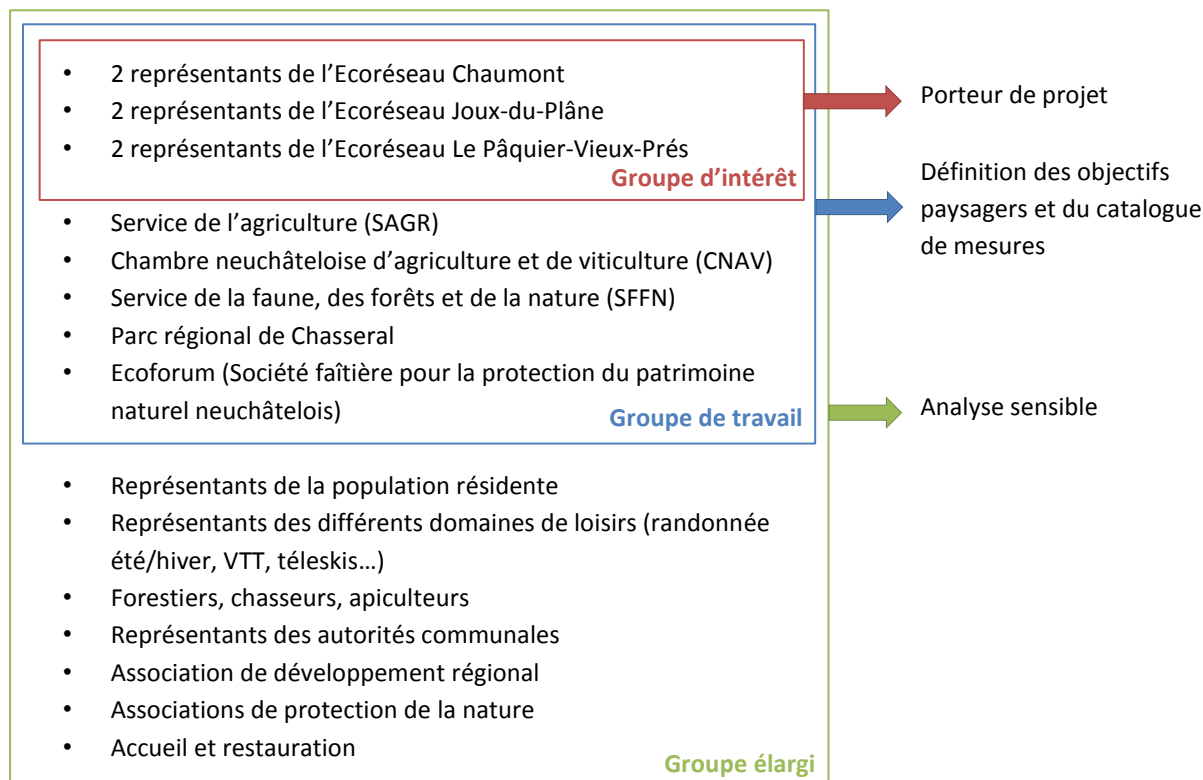 • 2 représentants de l’Ecoréseau Chaumont
• 2 représentants de l’Ecoréseau Joux-du-Plâne
• 2 représentants de l’Ecoréseau Le Pâquier-Vieux-Prés
Groupe d’intérêt
• Service de l’agriculture (SAGR)
• Chambre neuchâteloise d’agriculture et de viticulture (CNAV)
• Service de la faune, des forêts et de la nature (SFFN)
• Parc régional de Chasseral
• Ecoforum (Société faîtière pour la protection du patrimoine
naturel neuchâtelois)
Groupe de travail
• Représentants de la population résidente
• Représentants des différents domaines de loisirs (randonnée
été/hiver, VTT, téleskis…)
• Forestiers, chasseurs, apiculteurs
• Représentants des autorités communales
• Association de développement régional
• Associations de protection de la nature
• Accueil et restauration
Groupe élargi
Porteur de projet
Définition des objectifs
paysagers et du catalogue
de mesures
Analyse sensible